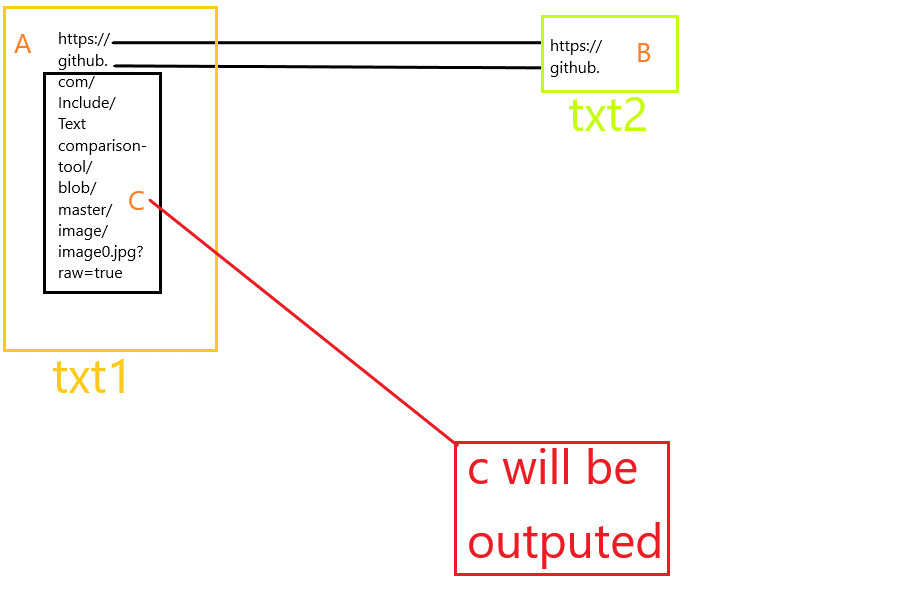 A
https://
github.
com/
Include/
Text
comparison-
tool/
blob/
master/
image/
image0.jpg?
raw=true
C
txt1
https://
github.
B
txt2
c will be
outputed